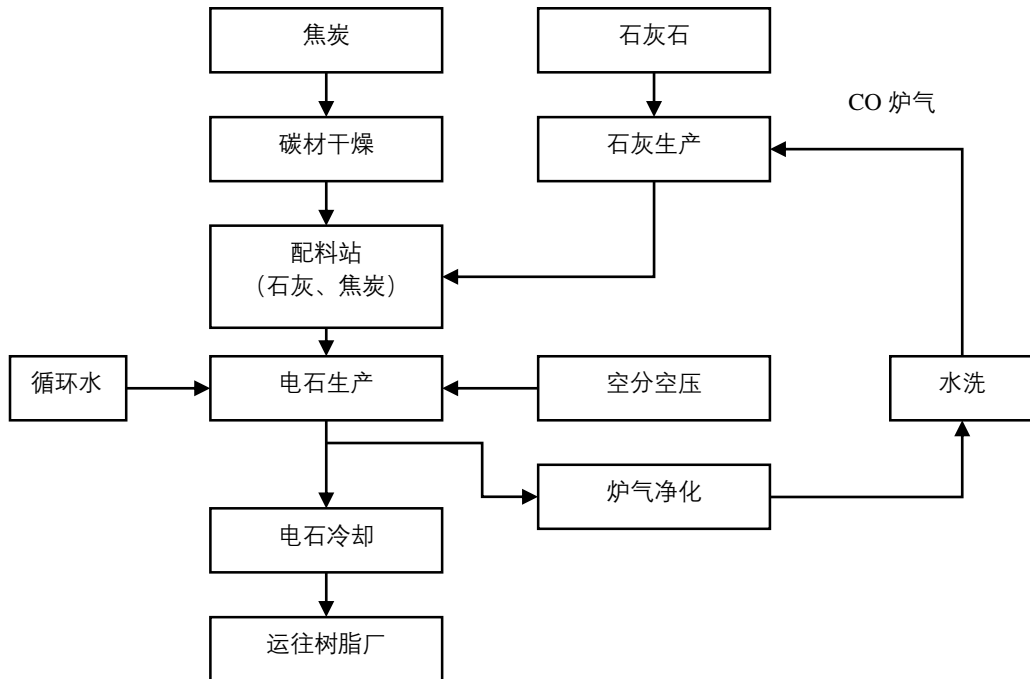 焦炭
石灰石
CO 炉气
碳材干燥
石灰生产
配料站
（石灰、焦炭）
循环水
电石生产
空分空压
水洗
炉气净化
电石冷却
运往树脂厂